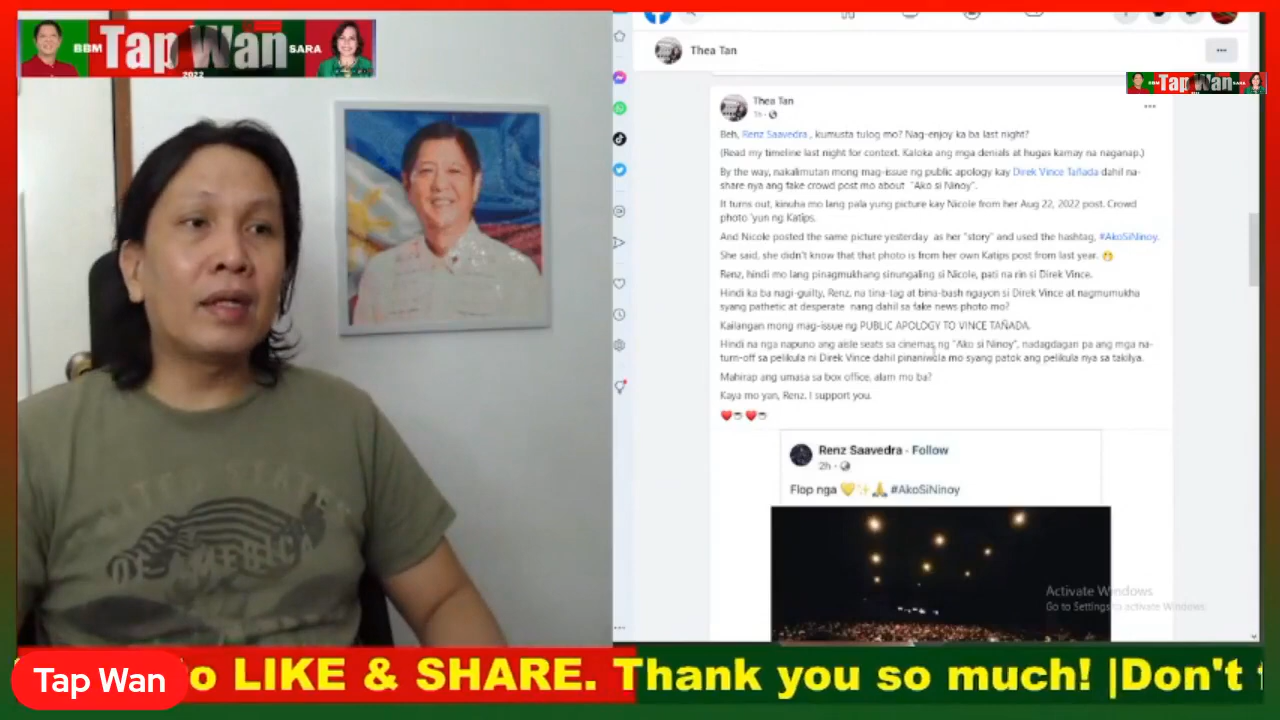 BBM Tap Wan SARA
2022
Thea Tan
Tap Wan
Thea Tan
1h
Beh, Renz Saavedra , kumusta tulog mo? Nag-enjoy ka ba last night?
(Read my timeline last night for context. Kaloka ang mga denials at hugas kamay na naganap.)
By the way, nakalimutan mong mag-issue ng public apology kay Direk Vince Tañada dahil na-
share nya ang fake crowd post mo about "Ako si Ninoy".
It turns out, kinuha mo lang pala yung picture kay Nicole from her Aug 22, 2022 post. Crowd
photo 'yun ng Katips.
And Nicole posted the same picture yesterday as her "story" and used the hashtag, #AkoSiNinoy.
She said, she didn't know that that photo is from her own Katips post from last year. 🤭
Renz, hindi mo lang pinagmukhang sinungaling si Nicole, pati na rin si Direk Vince.
Hindi ka ba nagi-guilty, Renz, na tina-tag at bina-bash ngayon si Direk Vince at nagmumukha
syang pathetic at desperate nang dahil sa fake news photo mo?
Kailangan mong mag-issue ng PUBLIC APOLOGY TO VINCE TAÑADA.
Hindi na nga napuno ang aisle seats sa cinemas ng "Ako si Ninoy", nadagdagan pa ang mga na-
turn-off sa pelikula ni Direk Vince dahil pinaniwala mo syang patok ang pelikula nya sa takilya.
Mahirap ang umasa sa box office, alam mo ba?
Kaya mo yan, Renz. I support you.
❤️☕❤️☕
Renz Saavedra · Follow
2h
Flop nga 💛✨🙏 #AkoSiNinoy
UNITED STATES
OF AMERICA
Activate Windows
Go to Settings to activate Windows.
Tap Wan
to LIKE & SHARE. Thank you so much! |Don't